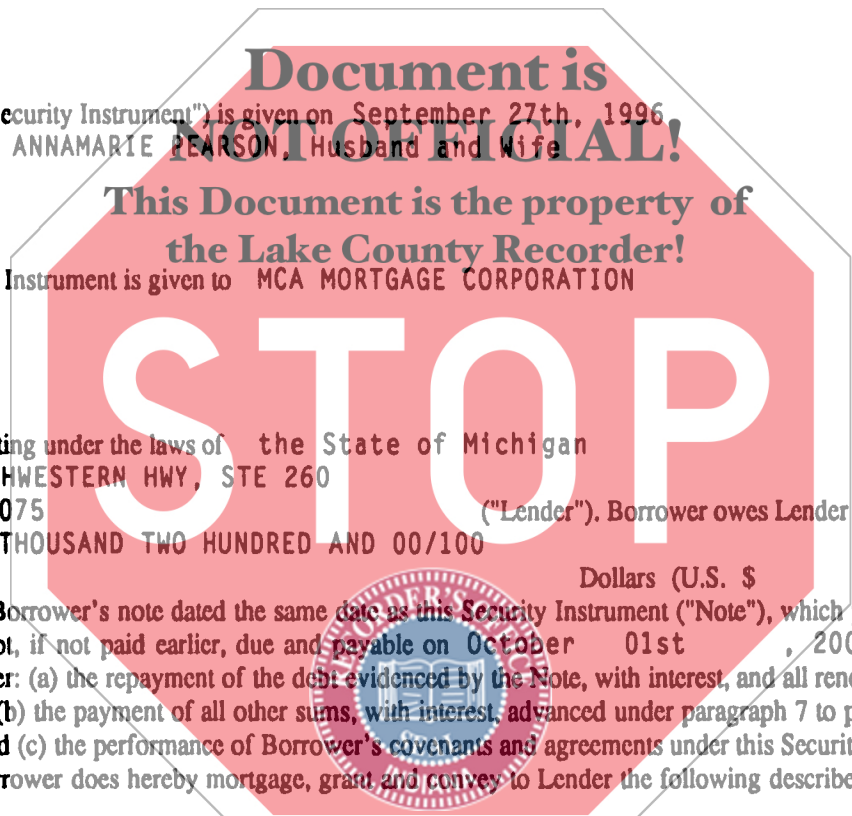 Document is
ecurity Instrument") is given on September 27th, 1996
NOT OFFICIAL!
ANNAMARIE PEARSON, Husband and Wife
This Document is the property of
the Lake County Recorder!
Instrument is given to MCA MORTGAGE CORPORATION
STOP
ting under the laws of the State of Michigan
HWESTERN HWY, STE 260
075 ("Lender"). Borrower owes Lender
THOUSAND TWO HUNDRED AND 00/100
Dollars (U.S. $
Borrower's note dated the same date as this Security Instrument ("Note"), which
bt, if not paid earlier, due and payable on October 01st , 200
er: (a) the repayment of the debt evidenced by the Note, with interest, and all rene
(b) the payment of all other sums, with interest, advanced under paragraph 7 to p
d (c) the performance of Borrower's covenants and agreements under this Securit
rrower does hereby mortgage, grant and convey to Lender the following describe
SEAL
INDIANA